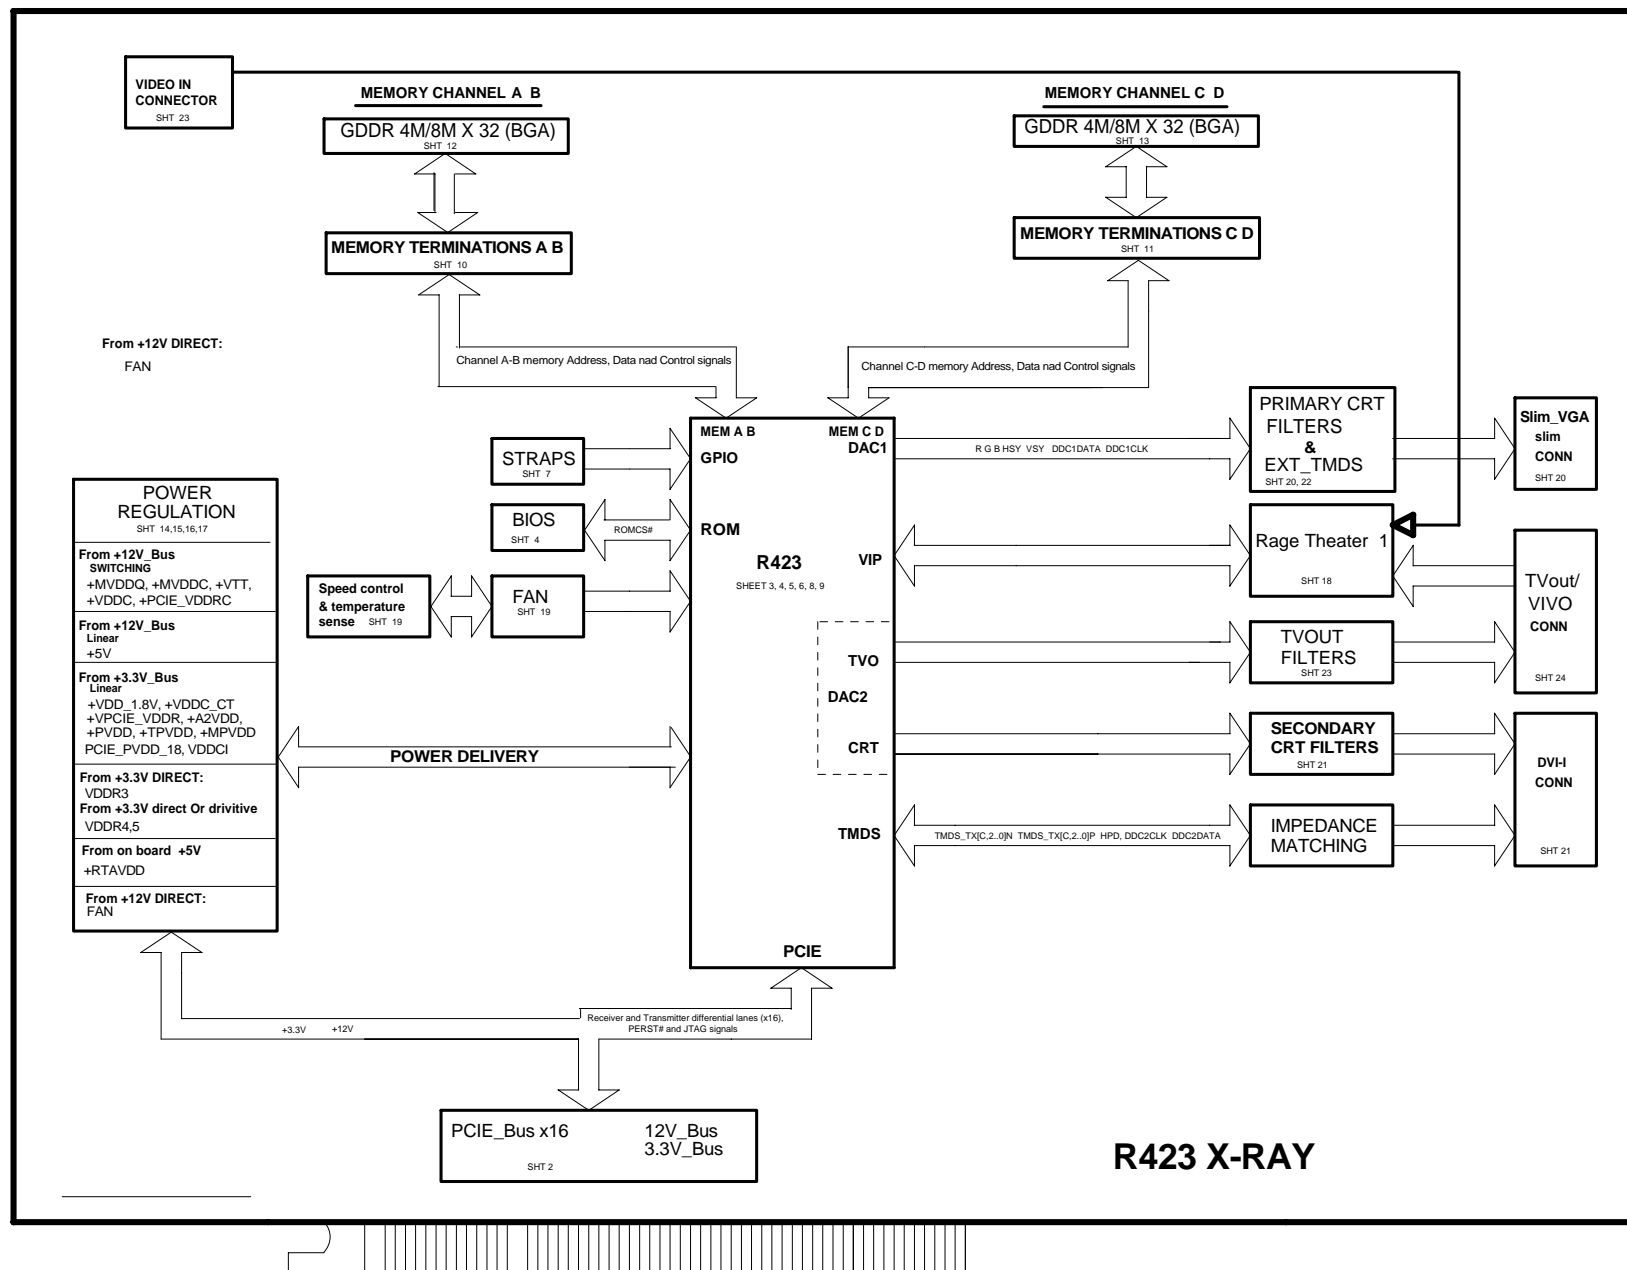 VIDEO IN
CONNECTOR
SHT 23
MEMORY CHANNEL A B
GDDR 4M/8M X 32 (BGA)
SHT 12
MEMORY TERMINATIONS A B
SHT 10
MEMORY CHANNEL C D
GDDR 4M/8M X 32 (BGA)
SHT 13
MEMORY TERMINATIONS C D
SHT 11
From +12V DIRECT:
FAN
Channel A-B memory Address, Data nad Control signals
Channel C-D memory Address, Data nad Control signals
STRAPS
SHT 7
BIOS
SHT 4
ROMCS#
Speed control
& temperature
sense SHT 19
FAN
SHT 19
MEM A B
MEM C D
GPIO
DAC1
ROM
R423
SHEET 3, 4, 5, 6, 8, 9
VIP
TVO
DAC2
CRT
TMDS
PCIE
R G B HSY VSY DDC1DATA DDC1CLK
PRIMARY CRT
FILTERS
&
EXT_TMDS
SHT 20, 22
Slim_VGA
slim
CONN
SHT 20
Rage Theater 1
SHT 18
TVout/
VIVO
CONN
SHT 24
TVOUT
FILTERS
SHT 23
SECONDARY
CRT FILTERS
SHT 21
DVI-I
CONN
SHT 21
TMDS_TX[C,2..0]N TMDS_TX[C,2..0]P HPD, DDC2CLK DDC2DATA
IMPEDANCE
MATCHING
POWER
REGULATION
SHT 14,15,16,17
From +12V_Bus
SWITCHING
+MVDDQ, +MVDDC, +VTT,
+VDDC, +PCIE_VDDRC
From +12V_Bus
Linear
+5V
From +3.3V_Bus
Linear
+VDD_1.8V, +VDDC_CT
+VPCIE_VDDR, +A2VDD,
+PVDD, +TPVDD, +MPVDD
PCIE_PVDD_18, VDDCI
From +3.3V DIRECT:
VDDR3
From +3.3V direct Or drivitive
VDDR4,5
From on board +5V
+RTAVDD
From +12V DIRECT:
FAN
POWER DELIVERY
+3.3V +12V
Receiver and Transmitter differential lanes (x16),
PERST# and JTAG signals
PCIE_Bus x16
SHT 2
12V_Bus
3.3V_Bus
R423 X-RAY